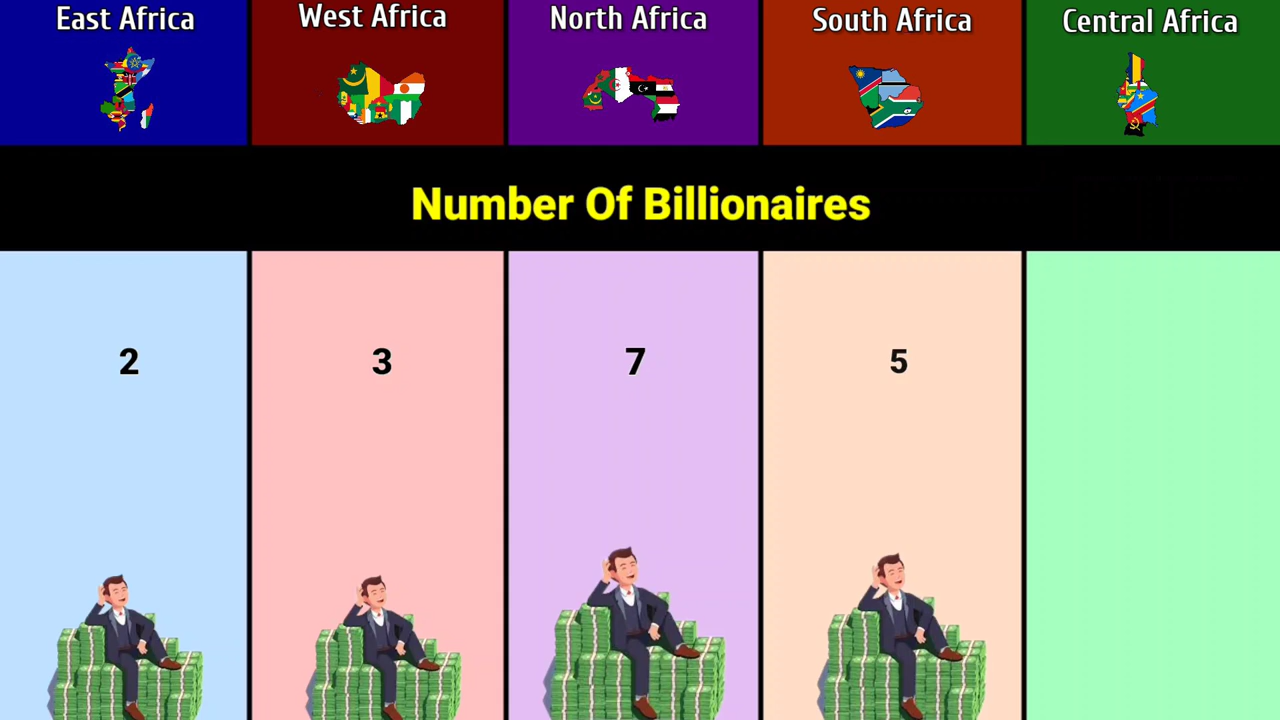 East Africa
West Africa
North Africa
South Africa
Central Africa
Number Of Billionaires
2
3
7
5